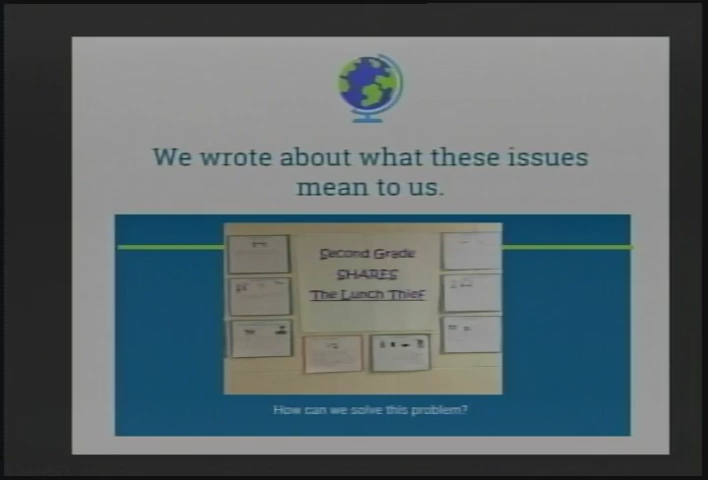 We wrote about what these issues
mean to us.
Second Grade
SHARES
The Lunch Thief
How can we solve this problem?